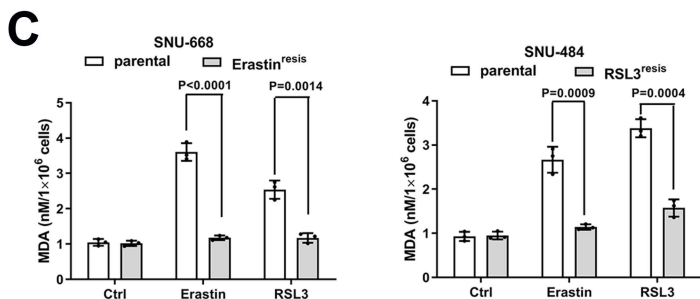 C
SNU-668
parental Erastin^resis
P<0.0001
P=0.0014
MDA (nM/1×10^6 cells)
5
4
3
2
1
0
Ctrl Erastin RSL3
SNU-484
parental RSL3^resis
P=0.0009
P=0.0004
MDA (nM/1×10^6 cells)
4
3
2
1
0
Ctrl Erastin RSL3